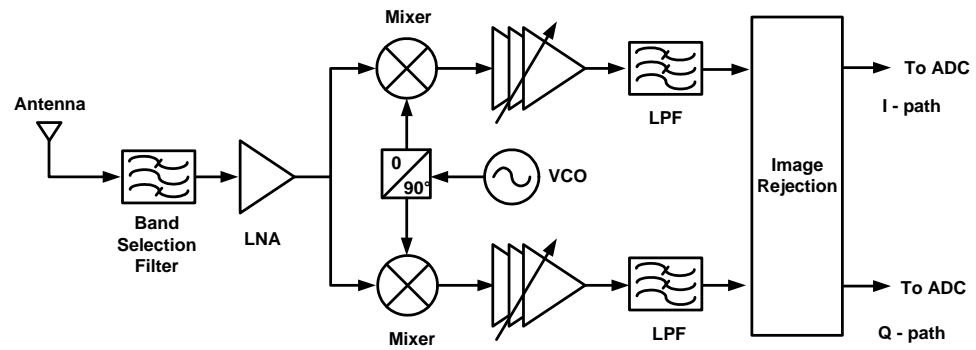 Mixer
Antenna
Band
Selection
Filter
LNA
0
90°
VCO
LPF
Image
Rejection
To ADC
I - path
Mixer
LPF
To ADC
Q - path